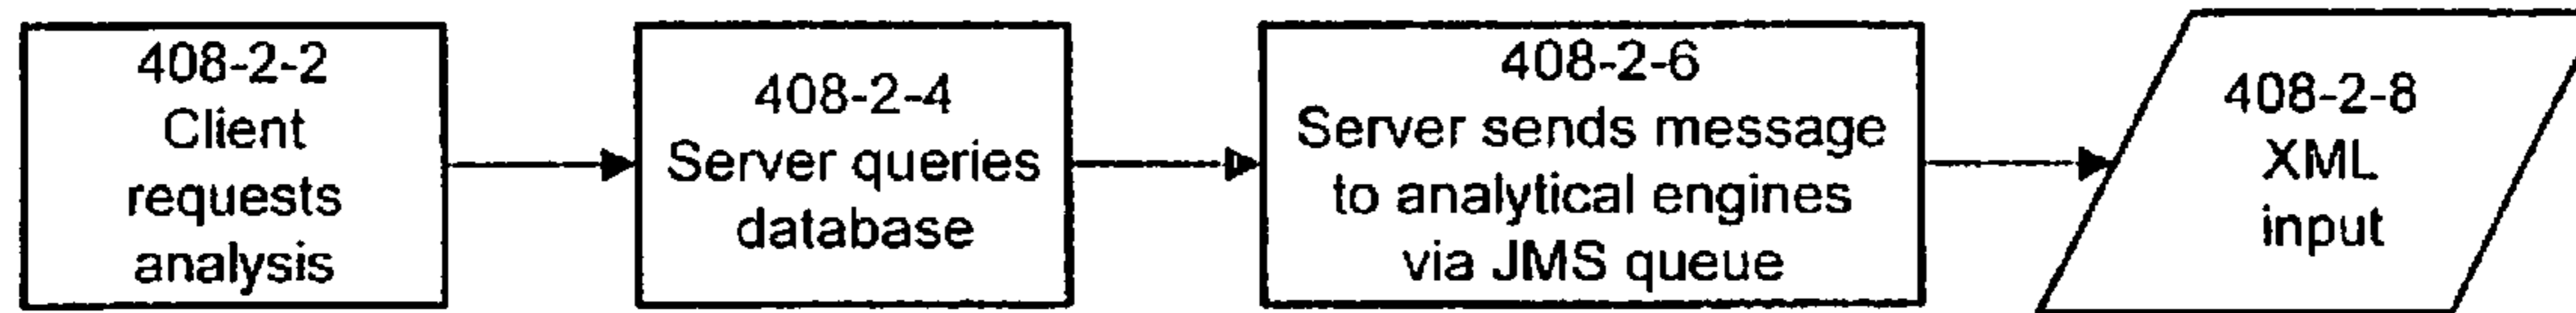 408-2-2
Client
requests
analysis
408-2-4
Server queries
database
408-2-6
Server sends message
to analytical engines
via JMS queue
408-2-8
XML
input